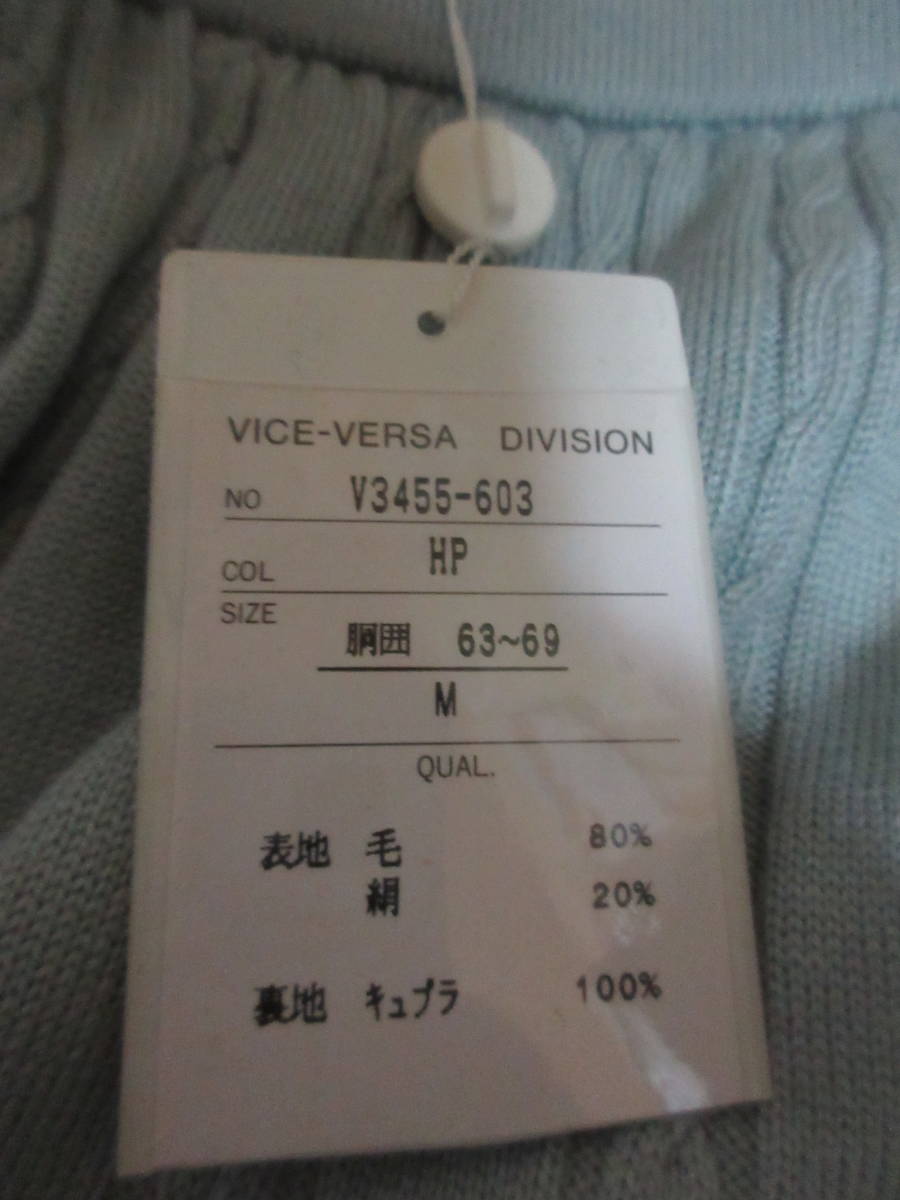 VICE-VERSA DIVISION
NO V3455-603
COL HP
SIZE
胴囲 63~69
M
QUAL.
表地 毛 80%
絹 20%
裏地 キュプラ 100%